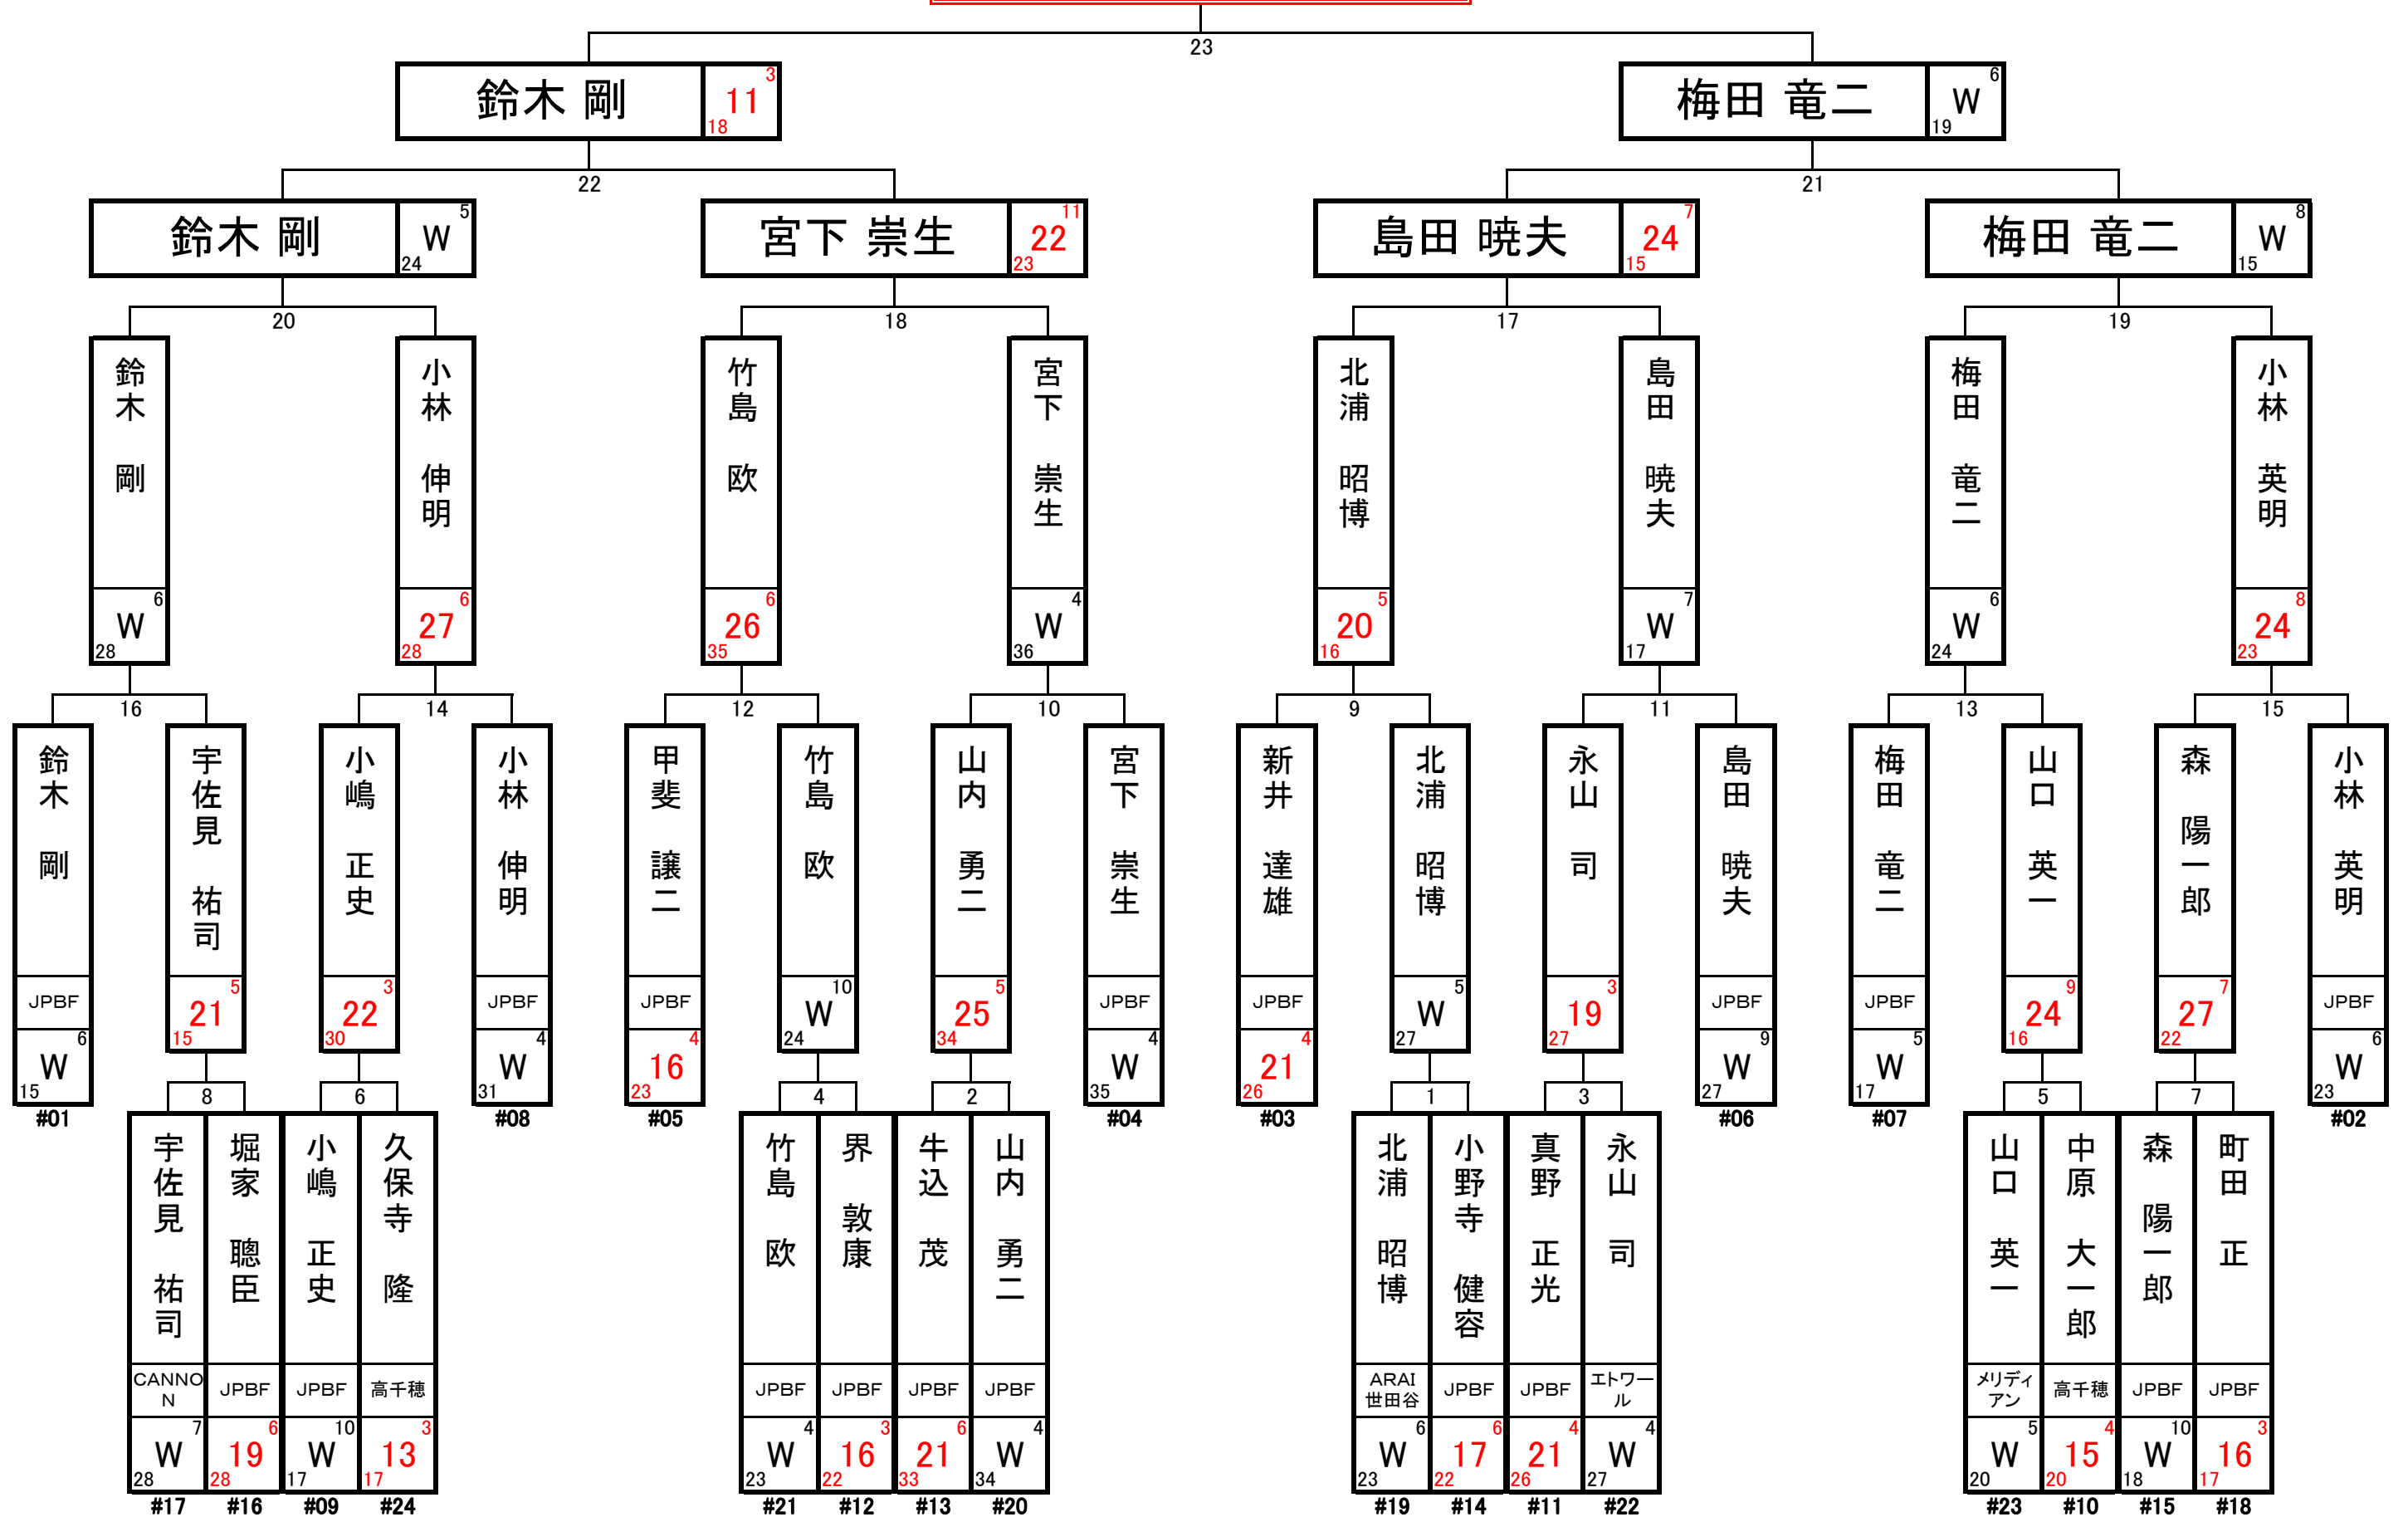 23
鈴木 剛 11 3 18
梅田 竜二 W 6 19
22
21
鈴木 剛 W 5 24
宮下 崇生 22 11 23
島田 暁夫 24 7 15
梅田 竜二 W 8 15
20
18
17
19
鈴木 剛 W 6 28
小林 伸明 27 6 28
竹島 欧 26 6 35
宮下 崇生 W 4 36
北浦 昭博 20 5 16
島田 暁夫 W 7 17
梅田 竜二 W 6 24
小林 英明 24 8 23
16
14
12
10
9
11
13
15
鈴木 剛 JPBF W 6 15 #01
宇佐見 祐司 21 5 15
小嶋 正史 22 3 30
小林 伸明 JPBF W 4 31 #08
甲斐 譲二 JPBF 16 4 23 #05
竹島 欧 W 10 24
山内 勇二 25 5 34
宮下 崇生 JPBF W 4 35 #04
新井 達雄 JPBF 21 4 26 #03
北浦 昭博 W 5 27
永山 司 19 3 27
島田 暁夫 JPBF W 9 27 #06
梅田 竜二 JPBF W 5 17 #07
山口 英一 24 9 16
森 陽一郎 27 7 22
小林 英明 JPBF W 6 23 #02
8
6
4
2
1
3
5
7
宇佐見 祐司 CANNON W 7 28 #17
堀家 聰臣 JPBF 19 6 28 #16
小嶋 正史 JPBF W 10 17 #09
久保寺 隆 高千穂 13 3 17 #24
竹島 欧 JPBF W 4 23 #21
界 敦康 JPBF 16 3 22 #12
牛込 茂 JPBF 21 6 33 #13
山内 勇二 JPBF W 4 34 #20
北浦 昭博 ARAI世田谷 W 6 23 #19
小野寺 健容 JPBF 17 6 22 #14
真野 正光 JPBF 21 4 26 #11
永山 司 エトワール W 4 27 #22
山口 英一 メリディアン W 5 20 #23
中原 大一郎 高千穂 15 4 20 #10
森 陽一郎 JPBF W 10 18 #15
町田 正 JPBF 16 3 17 #18